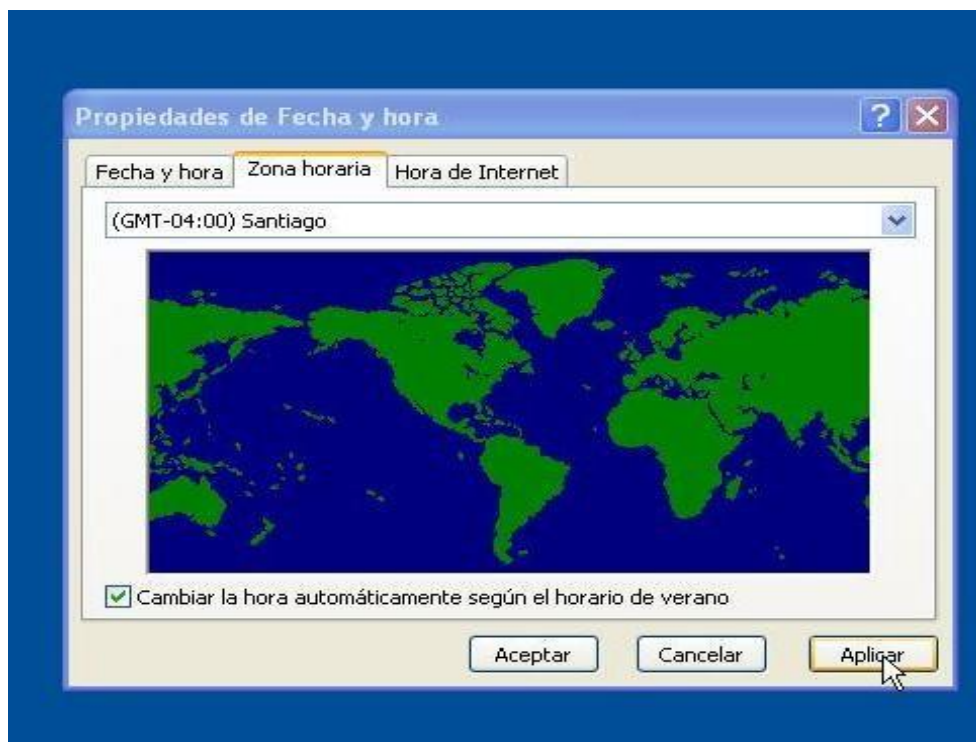 Propiedades de Fecha y hora
Fecha y hora Zona horaria Hora de Internet
(GMT-04:00) Santiago
Cambiar la hora automáticamente según el horario de verano
Aceptar Cancelar Aplicar